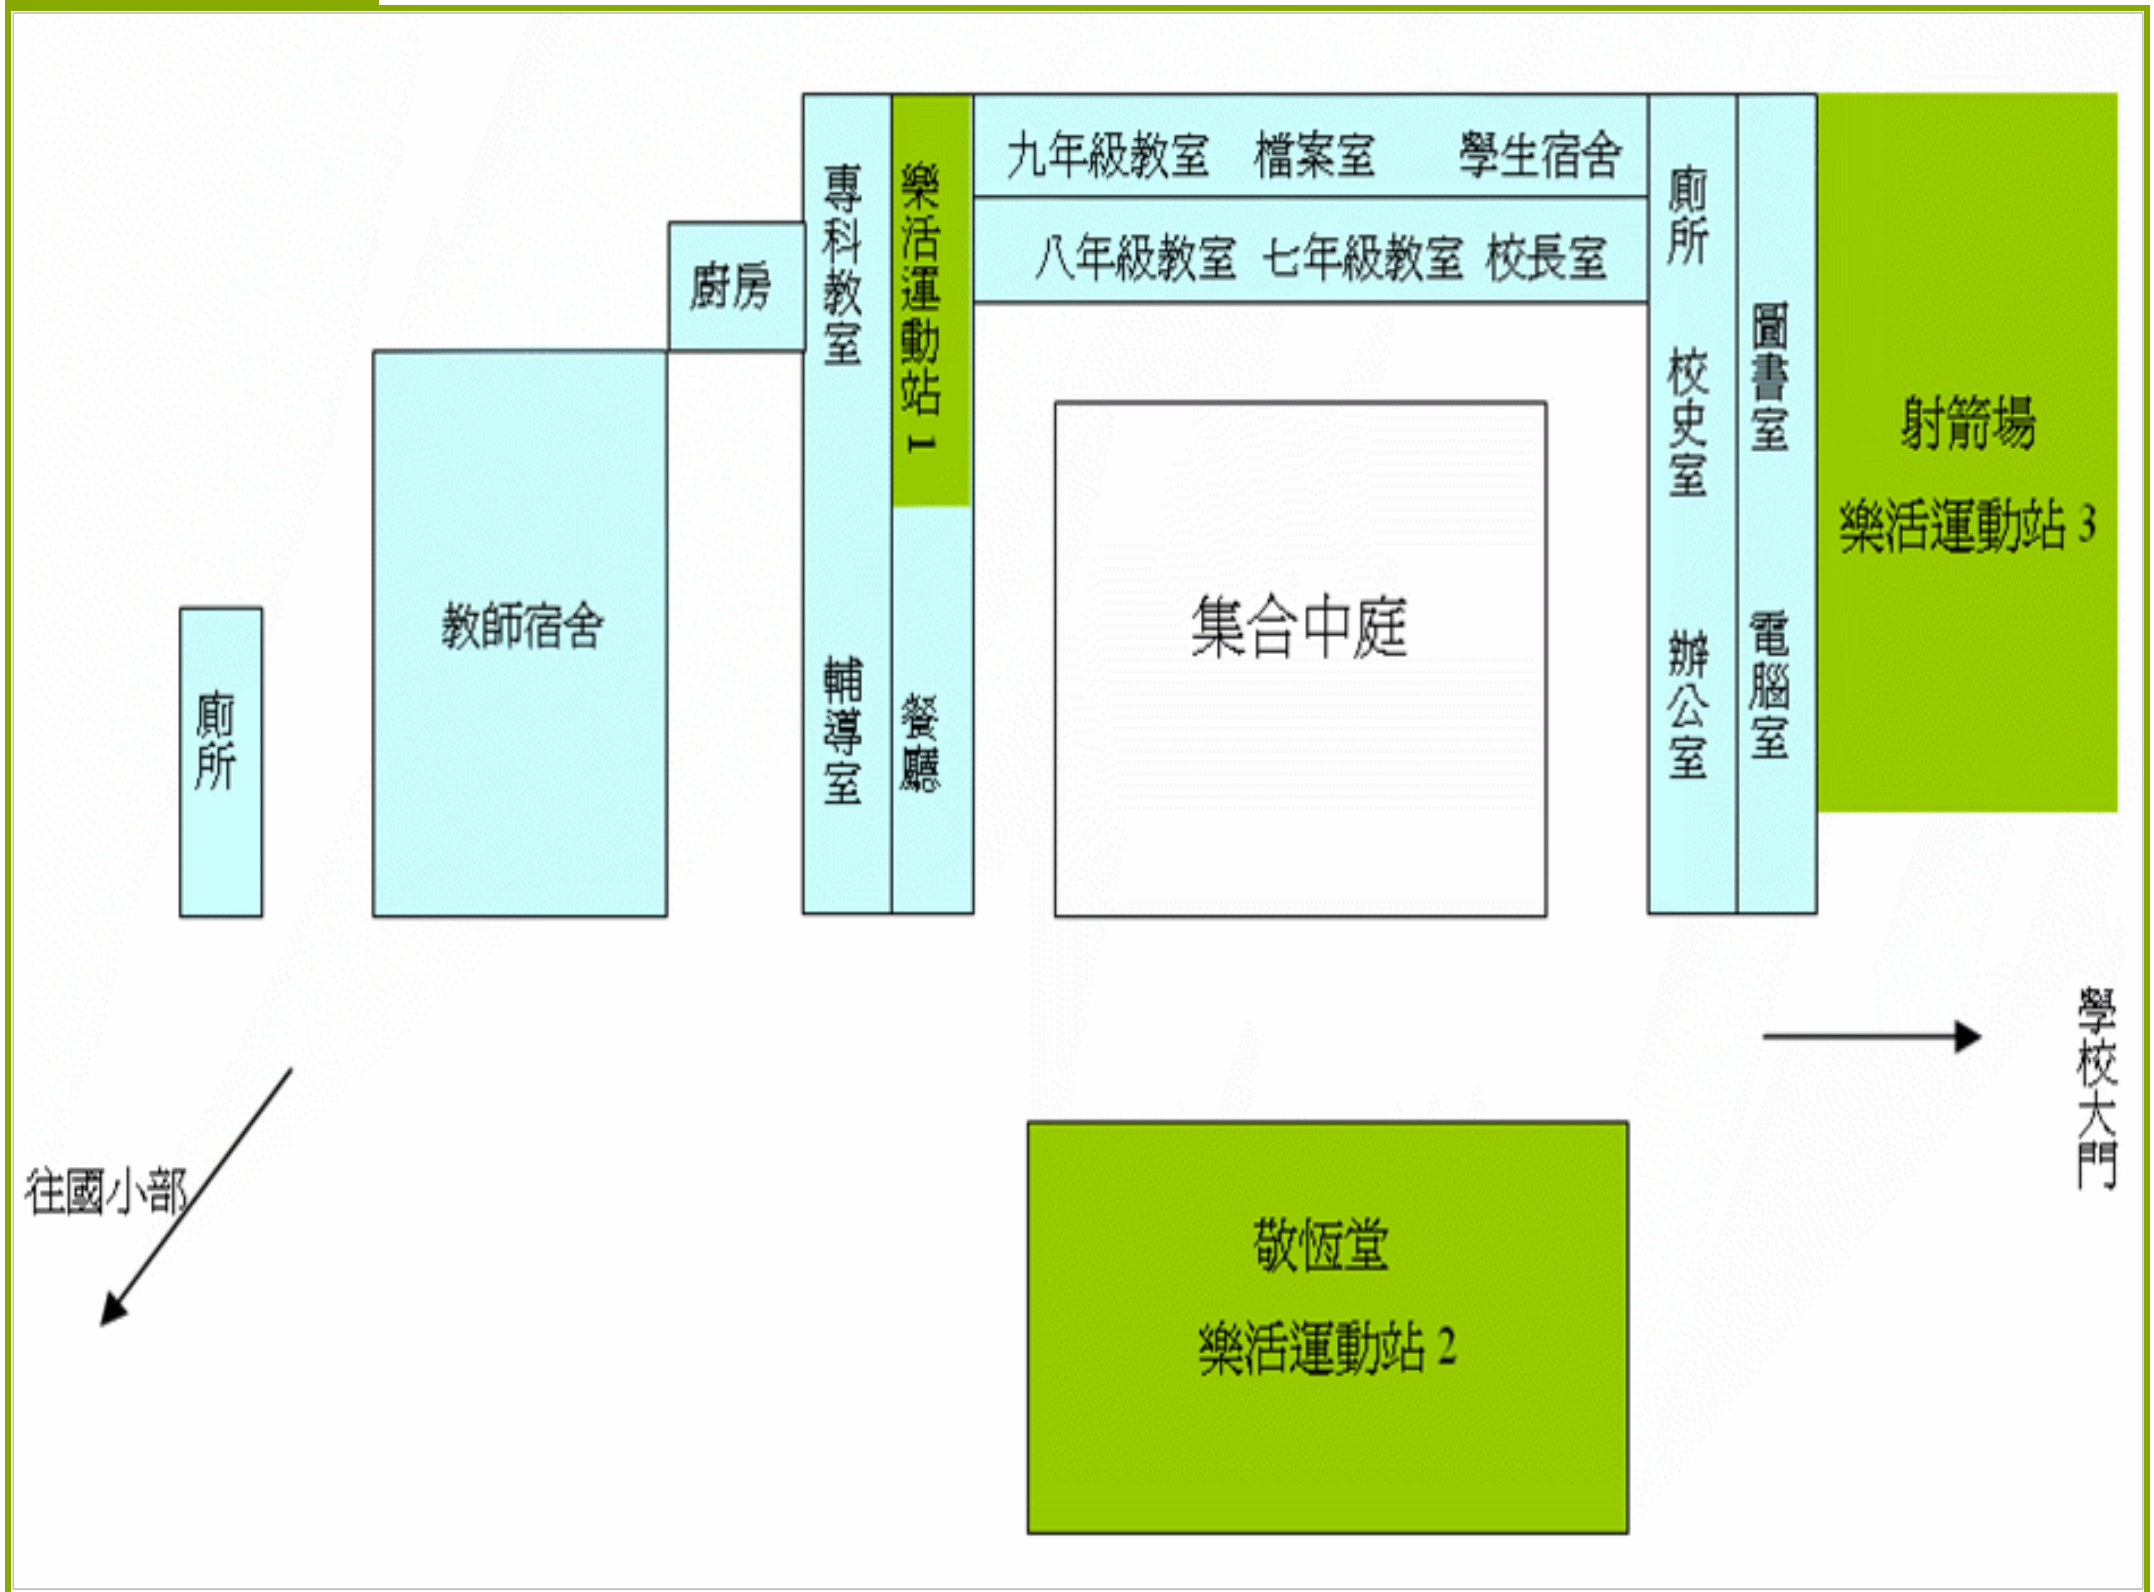 九年級教室 檔案室 學生宿舍
八年級教室 七年級教室 校長室
廚房
專科教室
樂活運動站1
廁所
校史室
圖書室
射箭場
樂活運動站 3
教師宿舍
集合中庭
廁所
輔導室
餐廳
辦公室
電腦室
學校大門
往國小部
敬恆堂
樂活運動站 2